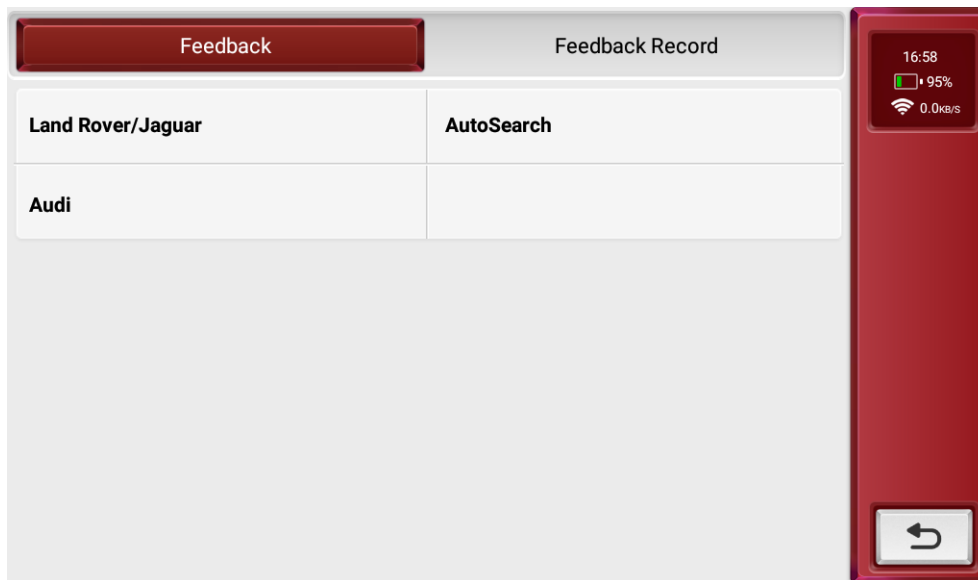 Feedback
Feedback Record
16:58
95%
0.0KB/S
Land Rover/Jaguar
AutoSearch
Audi